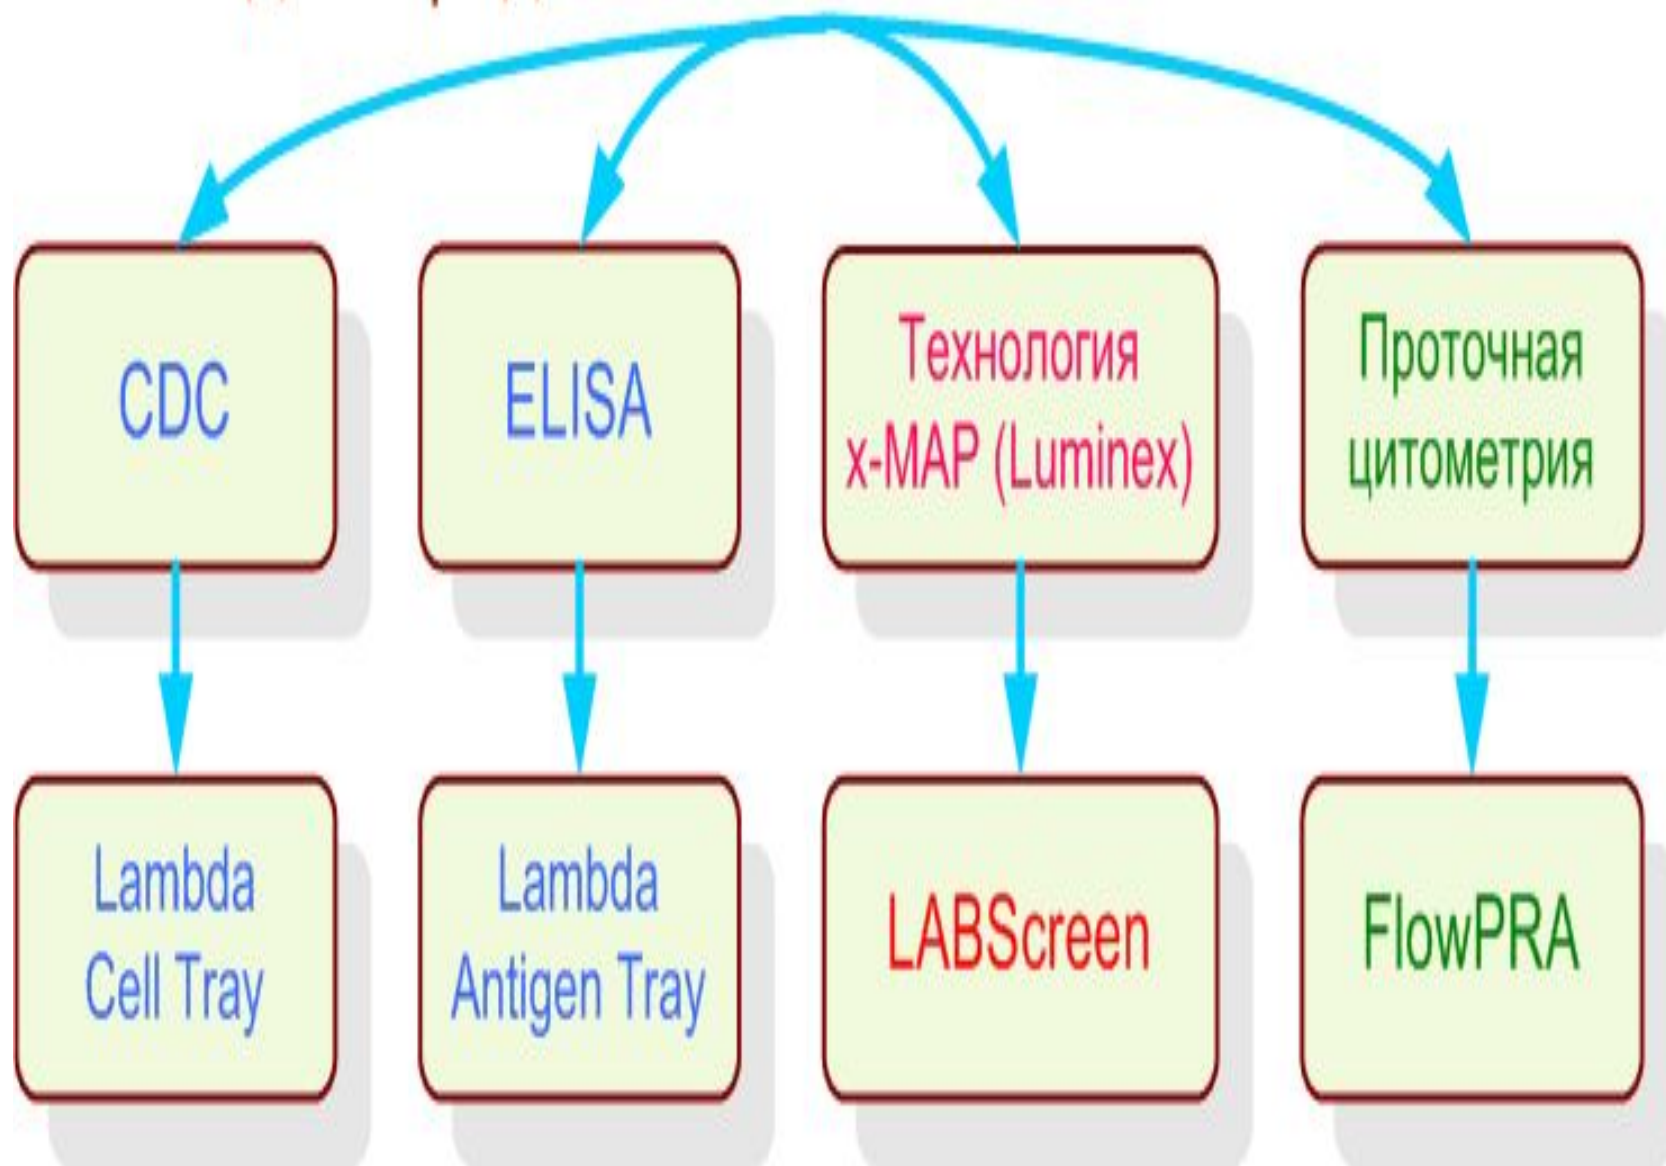 CDC
ELISA
Технология
x-MAP (Luminex)
Проточная
цитометрия
Lambda
Cell Tray
Lambda
Antigen Tray
LABScreen
FlowPRA